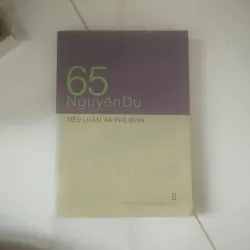 65
Nguyễn Du
TIỂU LUẬN VÀ PHÊ BÌNH